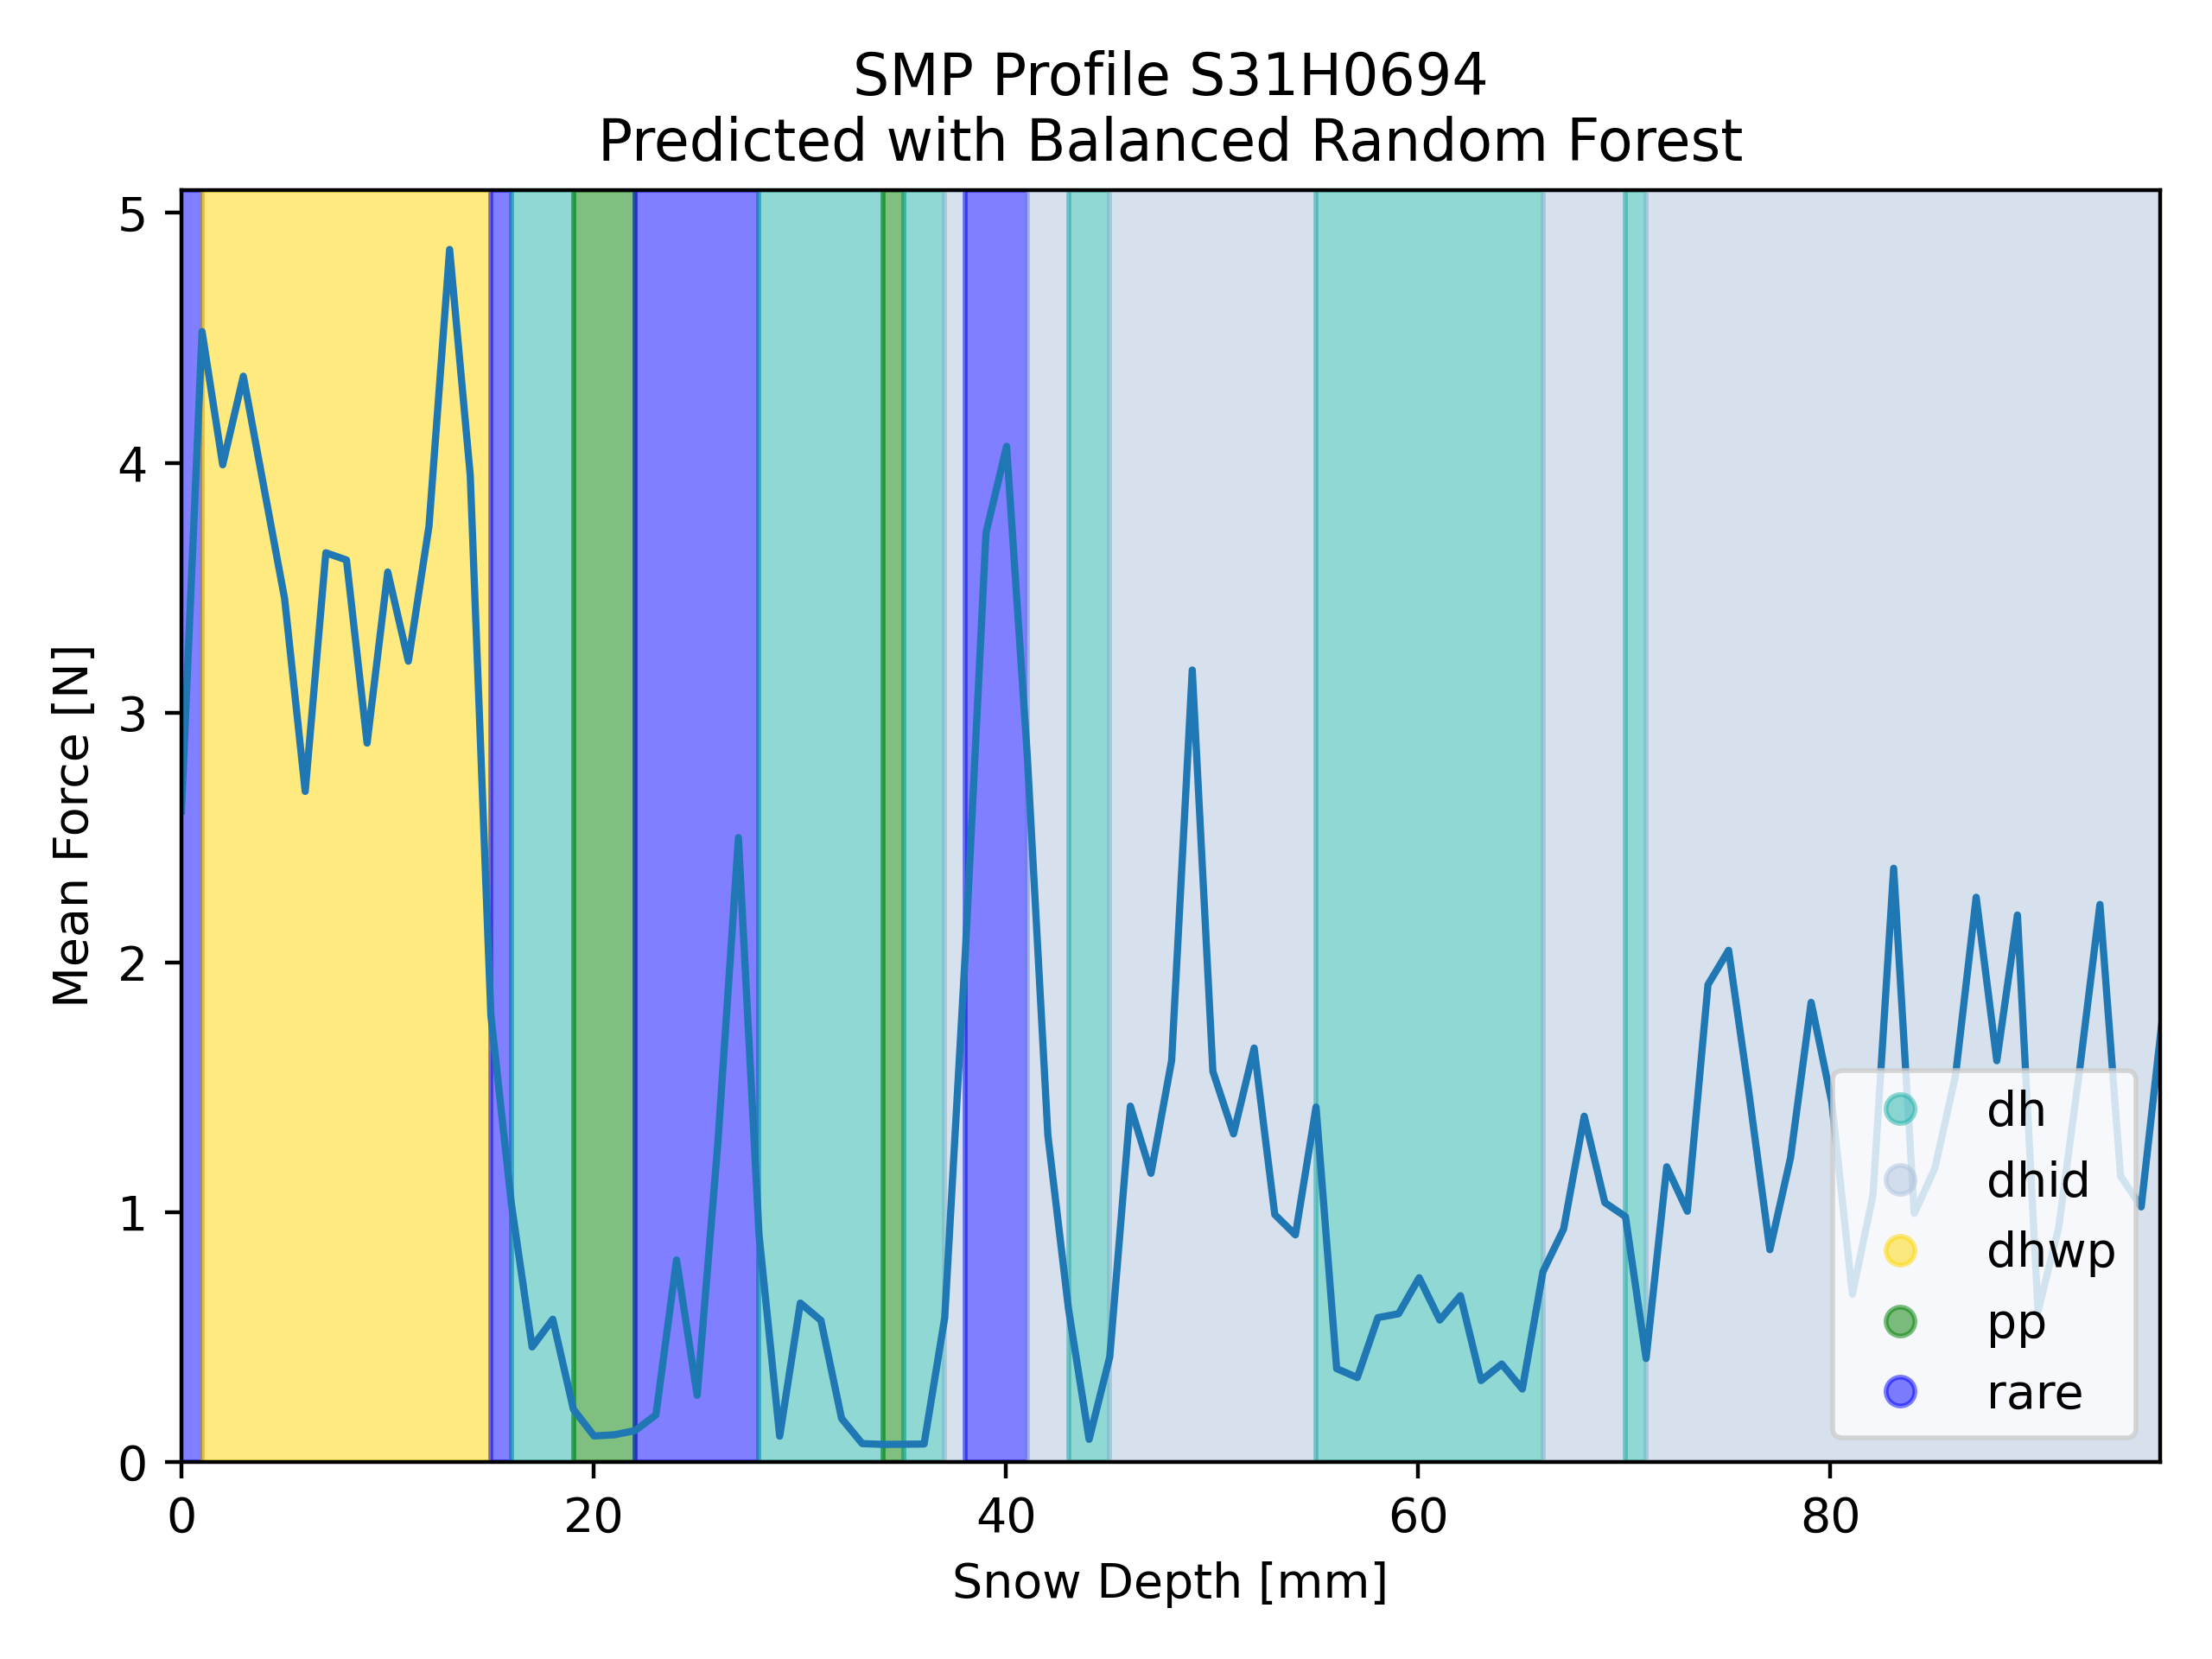 SMP Profile S31H0694
Predicted with Balanced Random Forest
Mean Force [N]
5
4
3
2
1
0
0 20 40 60 80
Snow Depth [mm]
dh
dhid
dhwp
pp
rare